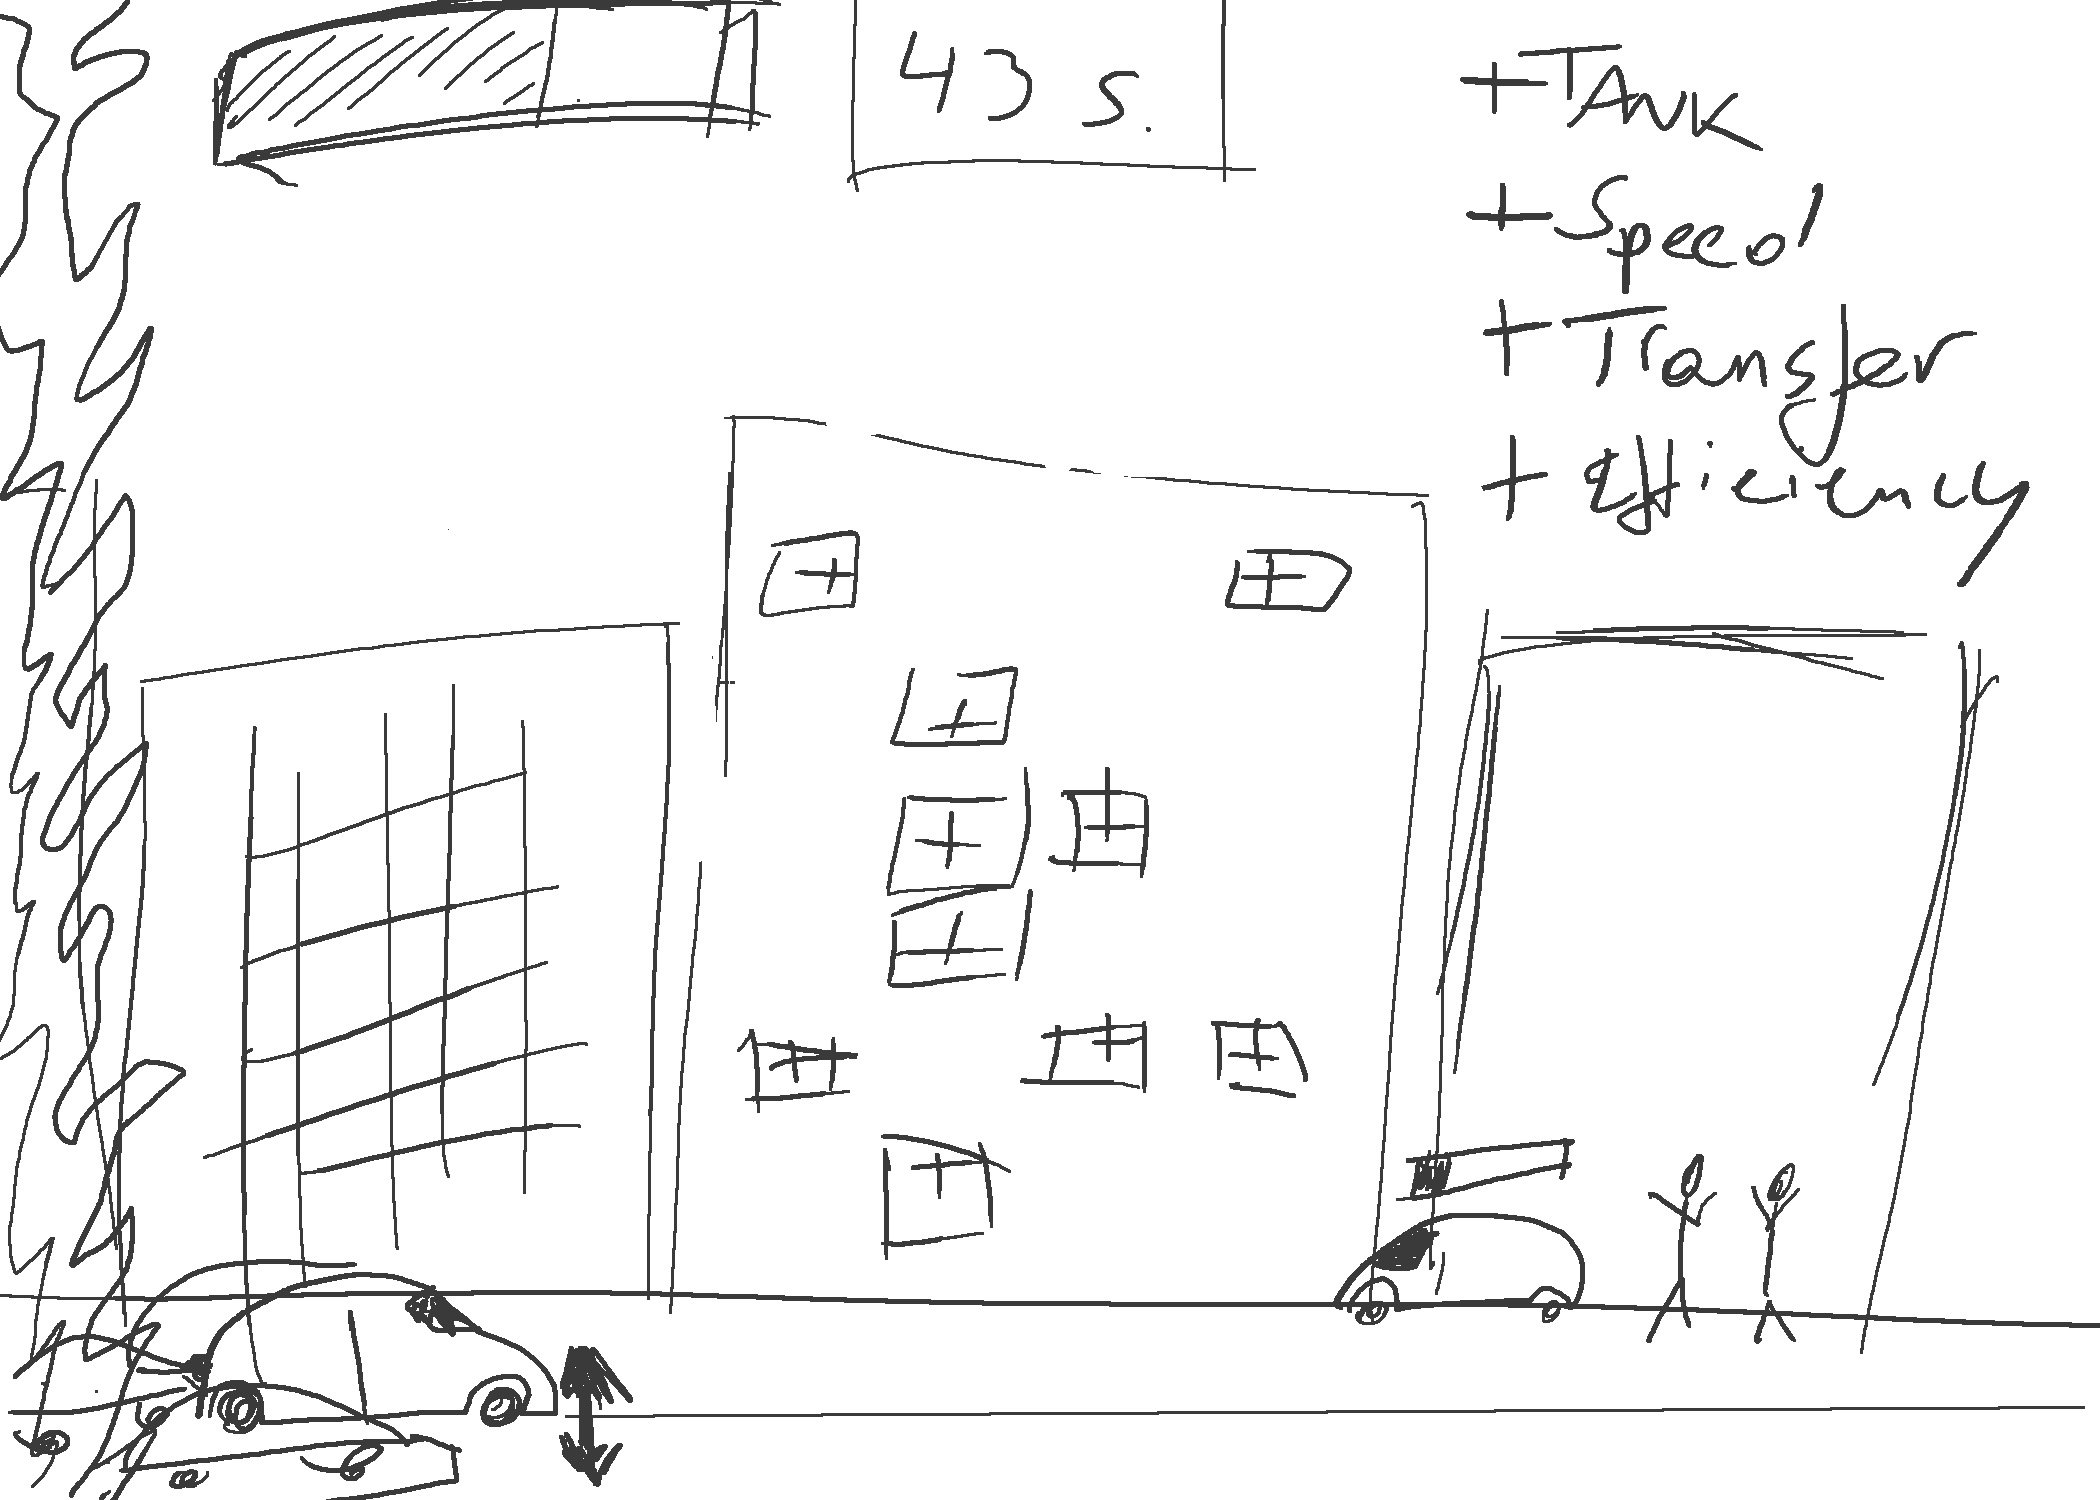 43 s.
+ TANK
+ Speed
+ Transfer
+ Efficiency